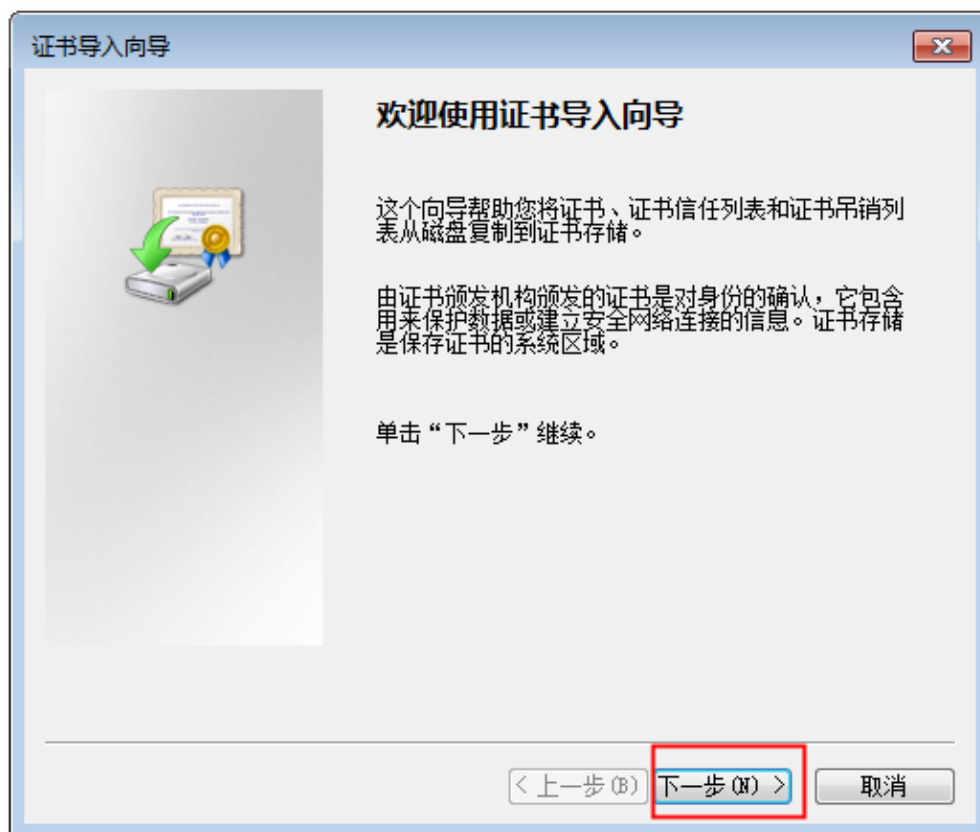 证书导入向导
欢迎使用证书导入向导
这个向导帮助您将证书、证书信任列表和证书吊销列
表从磁盘复制到证书存储。
由证书颁发机构颁发的证书是对身份的确认，它包含
用来保护数据或建立安全网络连接的信息。证书存储
是保存证书的系统区域。
单击“下一步”继续。
< 上一步(B) 下一步(N) > 取消